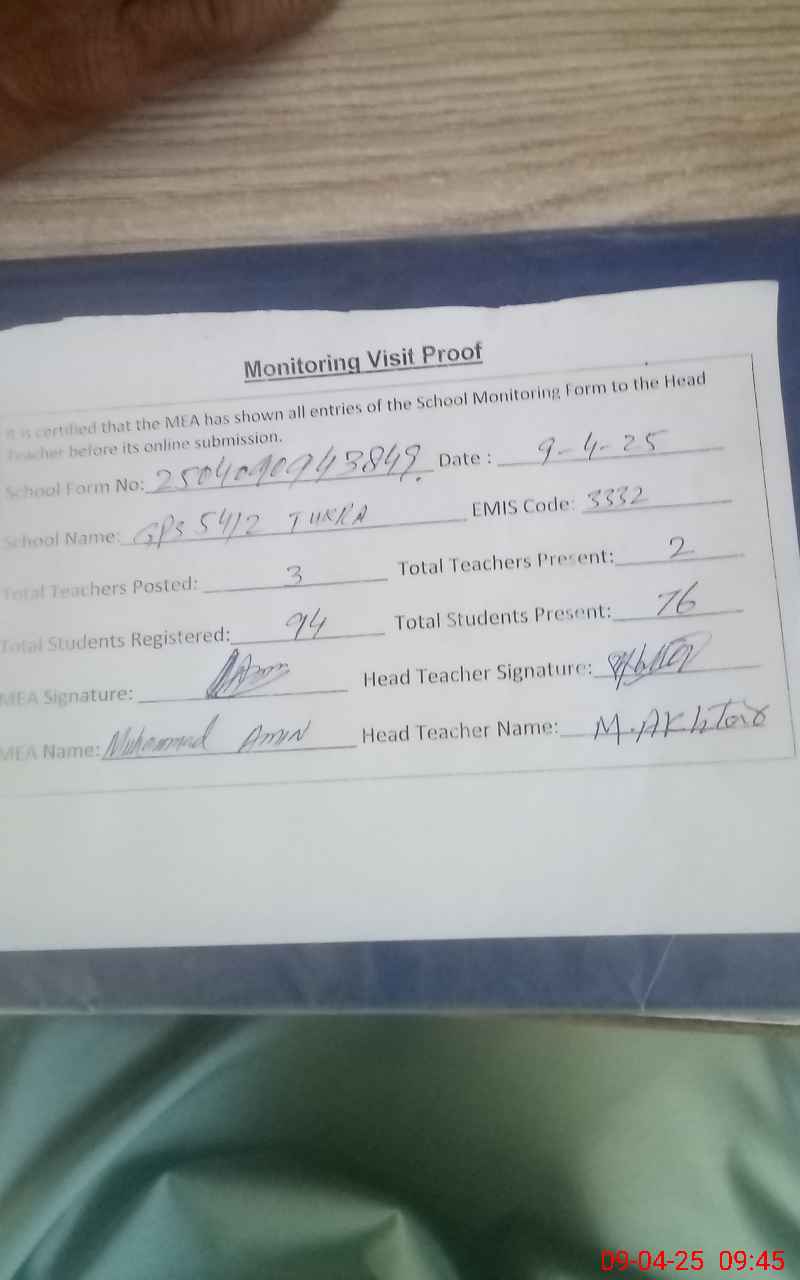 Monitoring Visit Proof
It is certified that the MEA has shown all entries of the School Monitoring Form to the Head
Teacher before its online submission.
School Form No: 2504090943849. Date : 9-4-25
School Name: GPS 54/2 TUKRA EMIS Code: 3332
Total Teachers Posted: 3 Total Teachers Present: 2
Total Students Registered: 94 Total Students Present: 76
MEA Signature: Head Teacher Signature:
MEA Name: Muhammad Amin Head Teacher Name: M.AKhtar
09-04-25 09:45